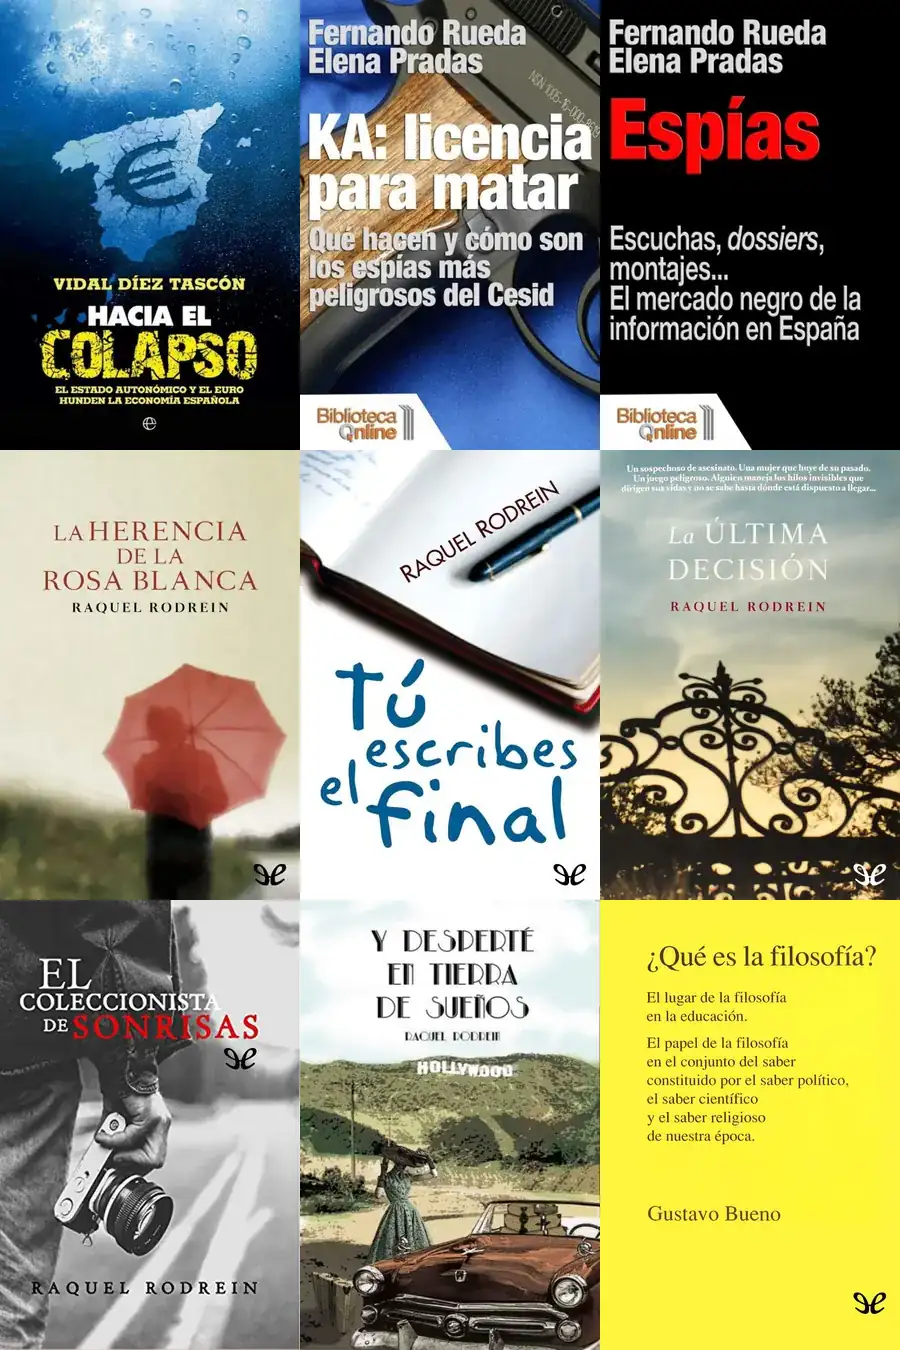 VIDAL DÍEZ TASCÓN
HACIA EL
COLAPSO
EL ESTADO AUTONÓMICO Y EL EURO
HUNDEN LA ECONOMÍA ESPAÑOLA
Fernando Rueda
Elena Pradas
KA: licencia
para matar
Qué hacen y cómo son
los espías más
peligrosos del Cesid
Biblioteca
Online
Fernando Rueda
Elena Pradas
Espías
Escuchas, dossiers,
montajes...
El mercado negro de la
información en España
Biblioteca
Online
LA HERENCIA
DE LA
ROSA BLANCA
RAQUEL RODREIN
RAQUEL RODREIN
Tú
escribes
el final
Un sospechoso de asesinato. Una mujer que huye de su pasado.
Un juego peligroso. Alguien maneja los hilos invisibles que
dirigen sus vidas y no se sabe hasta dónde está dispuesto a llegar...
La ÚLTIMA
DECISIÓN
RAQUEL RODREIN
EL
COLECCIONISTA
DE SONRISAS
RAQUEL RODREIN
Y DESPERTÉ
EN TIERRA
DE SUEÑOS
RAQUEL RODREIN
HOLLYWOOD
¿Qué es la filosofía?
El lugar de la filosofía
en la educación.
El papel de la filosofía
en el conjunto del saber
constituido por el saber político,
el saber científico
y el saber religioso
de nuestra época.
Gustavo Bueno